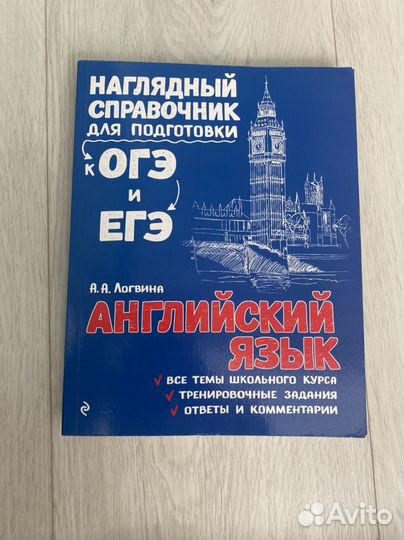 НАГЛЯДНЫЙ
СПРАВОЧНИК
ДЛЯ ПОДГОТОВКИ
К ОГЭ
И
ЕГЭ
А.А. ЛОГВИНА
АНГЛИЙСКИЙ
ЯЗЫК
ВСЕ ТЕМЫ ШКОЛЬНОГО КУРСА
ТРЕНИРОВОЧНЫЕ ЗАДАНИЯ
ОТВЕТЫ И КОММЕНТАРИИ
Avito